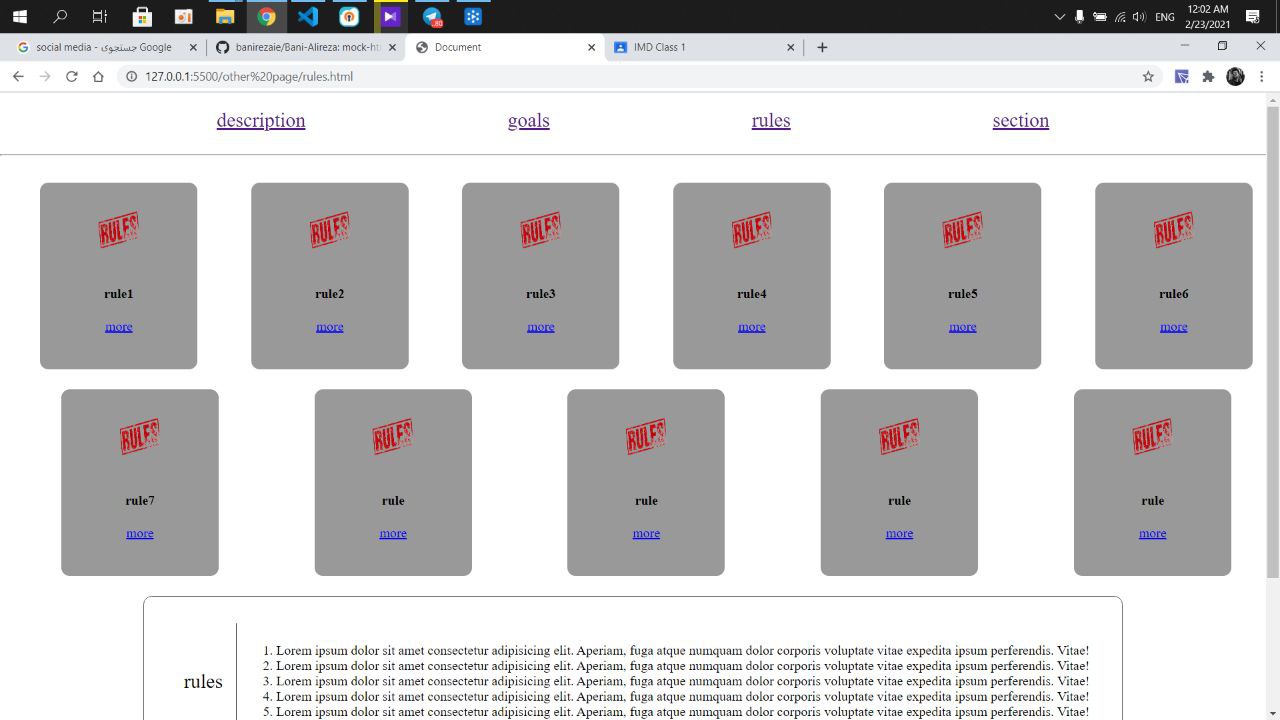 ENG
12:02 AM
2/23/2021
.80
social media - جستجوی Google
banirezaie/Bani-Alireza: mock-ht
Document
IMD Class 1
127.0.0.1:5500/other%20page/rules.html
description goals rules section
RULES RULES RULES RULES RULES RULES
rule1 rule2 rule3 rule4 rule5 rule6
more more more more more more
RULES RULES RULES RULES RULES
rule7 rule rule rule rule
more more more more more
rules
1. Lorem ipsum dolor sit amet consectetur adipisicing elit. Aperiam, fuga atque numquam dolor corporis voluptate vitae expedita ipsum perferendis. Vitae!
2. Lorem ipsum dolor sit amet consectetur adipisicing elit. Aperiam, fuga atque numquam dolor corporis voluptate vitae expedita ipsum perferendis. Vitae!
3. Lorem ipsum dolor sit amet consectetur adipisicing elit. Aperiam, fuga atque numquam dolor corporis voluptate vitae expedita ipsum perferendis. Vitae!
4. Lorem ipsum dolor sit amet consectetur adipisicing elit. Aperiam, fuga atque numquam dolor corporis voluptate vitae expedita ipsum perferendis. Vitae!
5. Lorem ipsum dolor sit amet consectetur adipisicing elit. Aperiam, fuga atque numquam dolor corporis voluptate vitae expedita ipsum perferendis. Vitae!